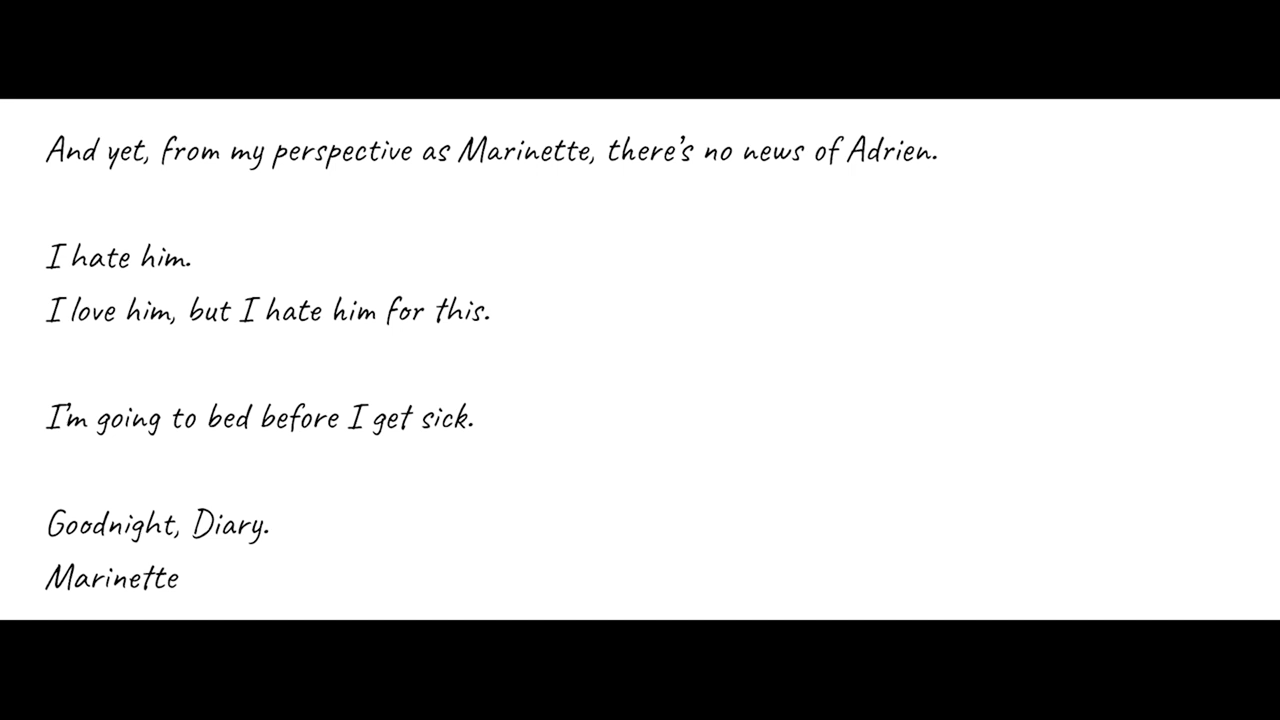 And yet, from my perspective as Marinette, there's no news of Adrien.
I hate him.
I love him, but I hate him for this.
I'm going to bed before I get sick.
Goodnight, Diary.
Marinette